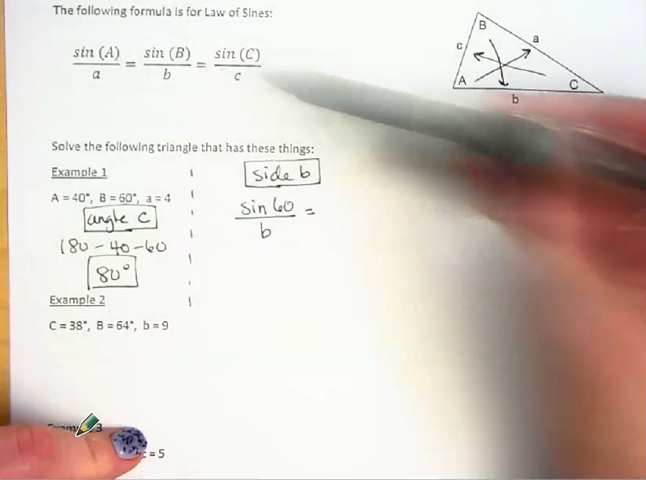 The following formula is for Law of Sines:
sin (A)/a = sin (B)/b = sin (C)/c
B
c
a
A
C
b
Solve the following triangle that has these things:
Example 1
A = 40°, B = 60°, a = 4
angle C
180 - 40 - 60
80°
side b
sin 60/b =
Example 2
C = 38°, B = 64°, b = 9
3
= 5